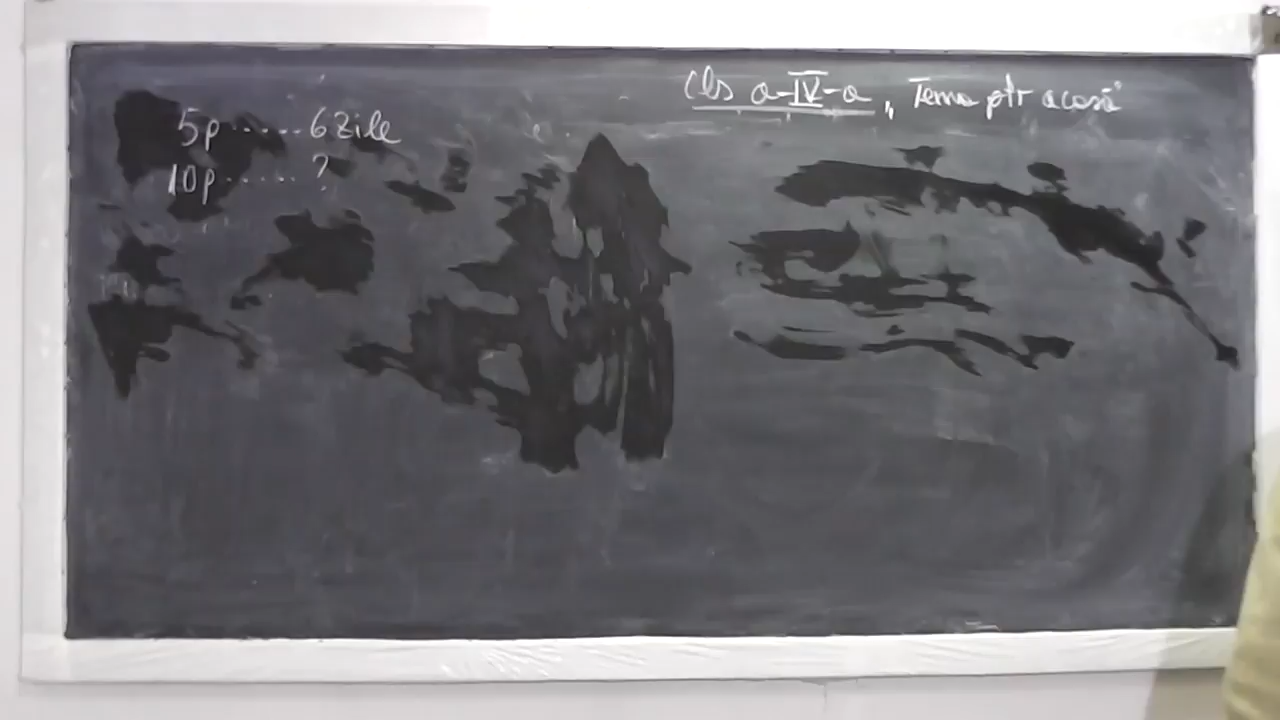 Cls a-IV-a „Tema ptr acasă"
5p ...... 6 zile
10p ...... ?